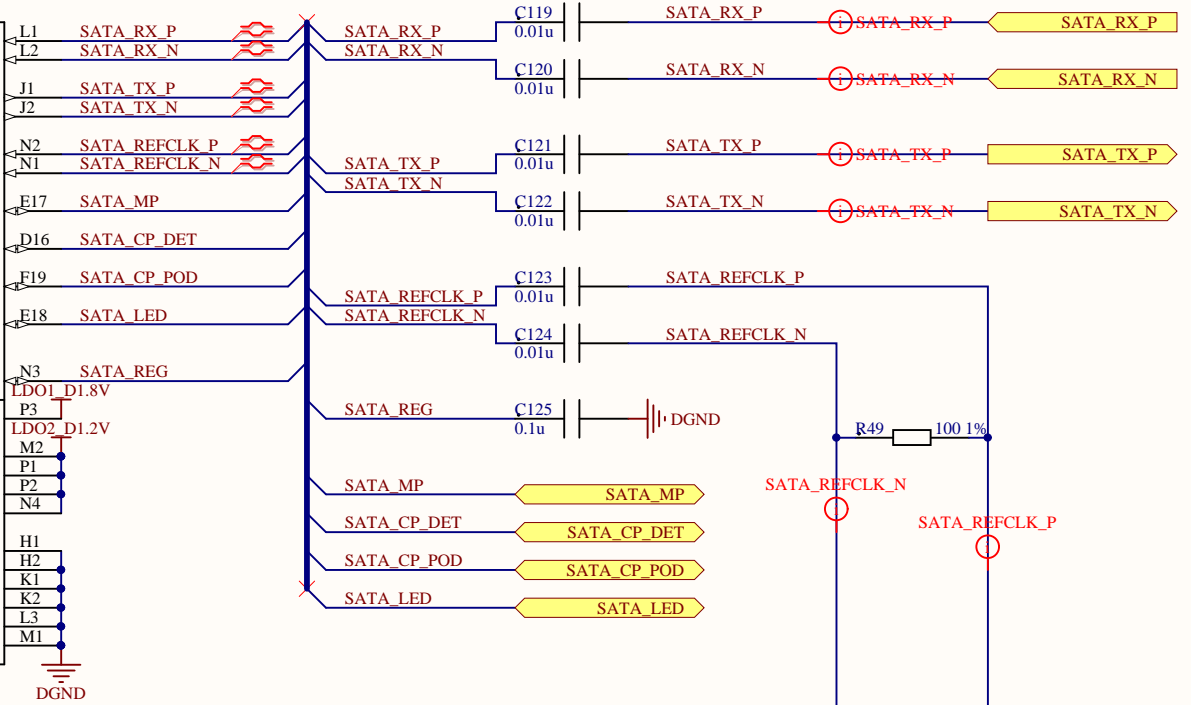 L1 SATA_RX_P
L2 SATA_RX_N
J1 SATA_TX_P
J2 SATA_TX_N
N2 SATA_REFCLK_P
N1 SATA_REFCLK_N
E17 SATA_MP
D16 SATA_CP_DET
F19 SATA_CP_POD
E18 SATA_LED
N3 SATA_REG
LDO1_D1.8V
P3
LDO2_D1.2V
M2
P1
P2
N4
H1
H2
K1
K2
L3
M1
DGND
SATA_RX_P
SATA_RX_N
SATA_TX_P
SATA_TX_N
SATA_REFCLK_P
SATA_REFCLK_N
SATA_REG
SATA_MP
SATA_CP_DET
SATA_CP_POD
SATA_LED
C119
0.01u
C120
0.01u
C121
0.01u
C122
0.01u
C123
0.01u
C124
0.01u
C125
0.1u
DGND
SATA_MP
SATA_CP_DET
SATA_CP_POD
SATA_LED
SATA_RX_P i SATA_RX_P SATA_RX_P
SATA_RX_N i SATA_RX_N SATA_RX_N
SATA_TX_P i SATA_TX_P SATA_TX_P
SATA_TX_N i SATA_TX_N SATA_TX_N
SATA_REFCLK_P
SATA_REFCLK_N
R49 100 1%
SATA_REFCLK_N
i
SATA_REFCLK_P
i